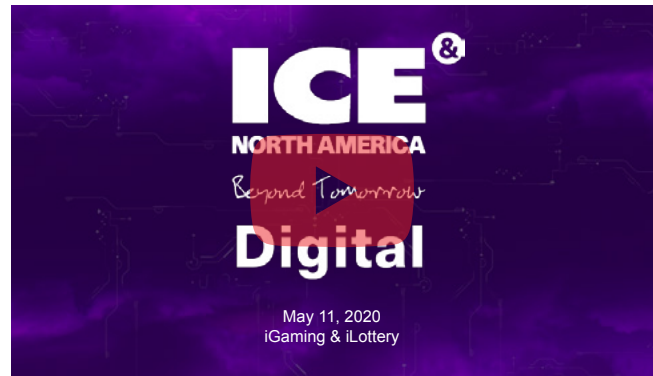 ICE &
NORTH AMERICA
Beyond Tomorrow
Digital
May 11, 2020
iGaming & iLottery